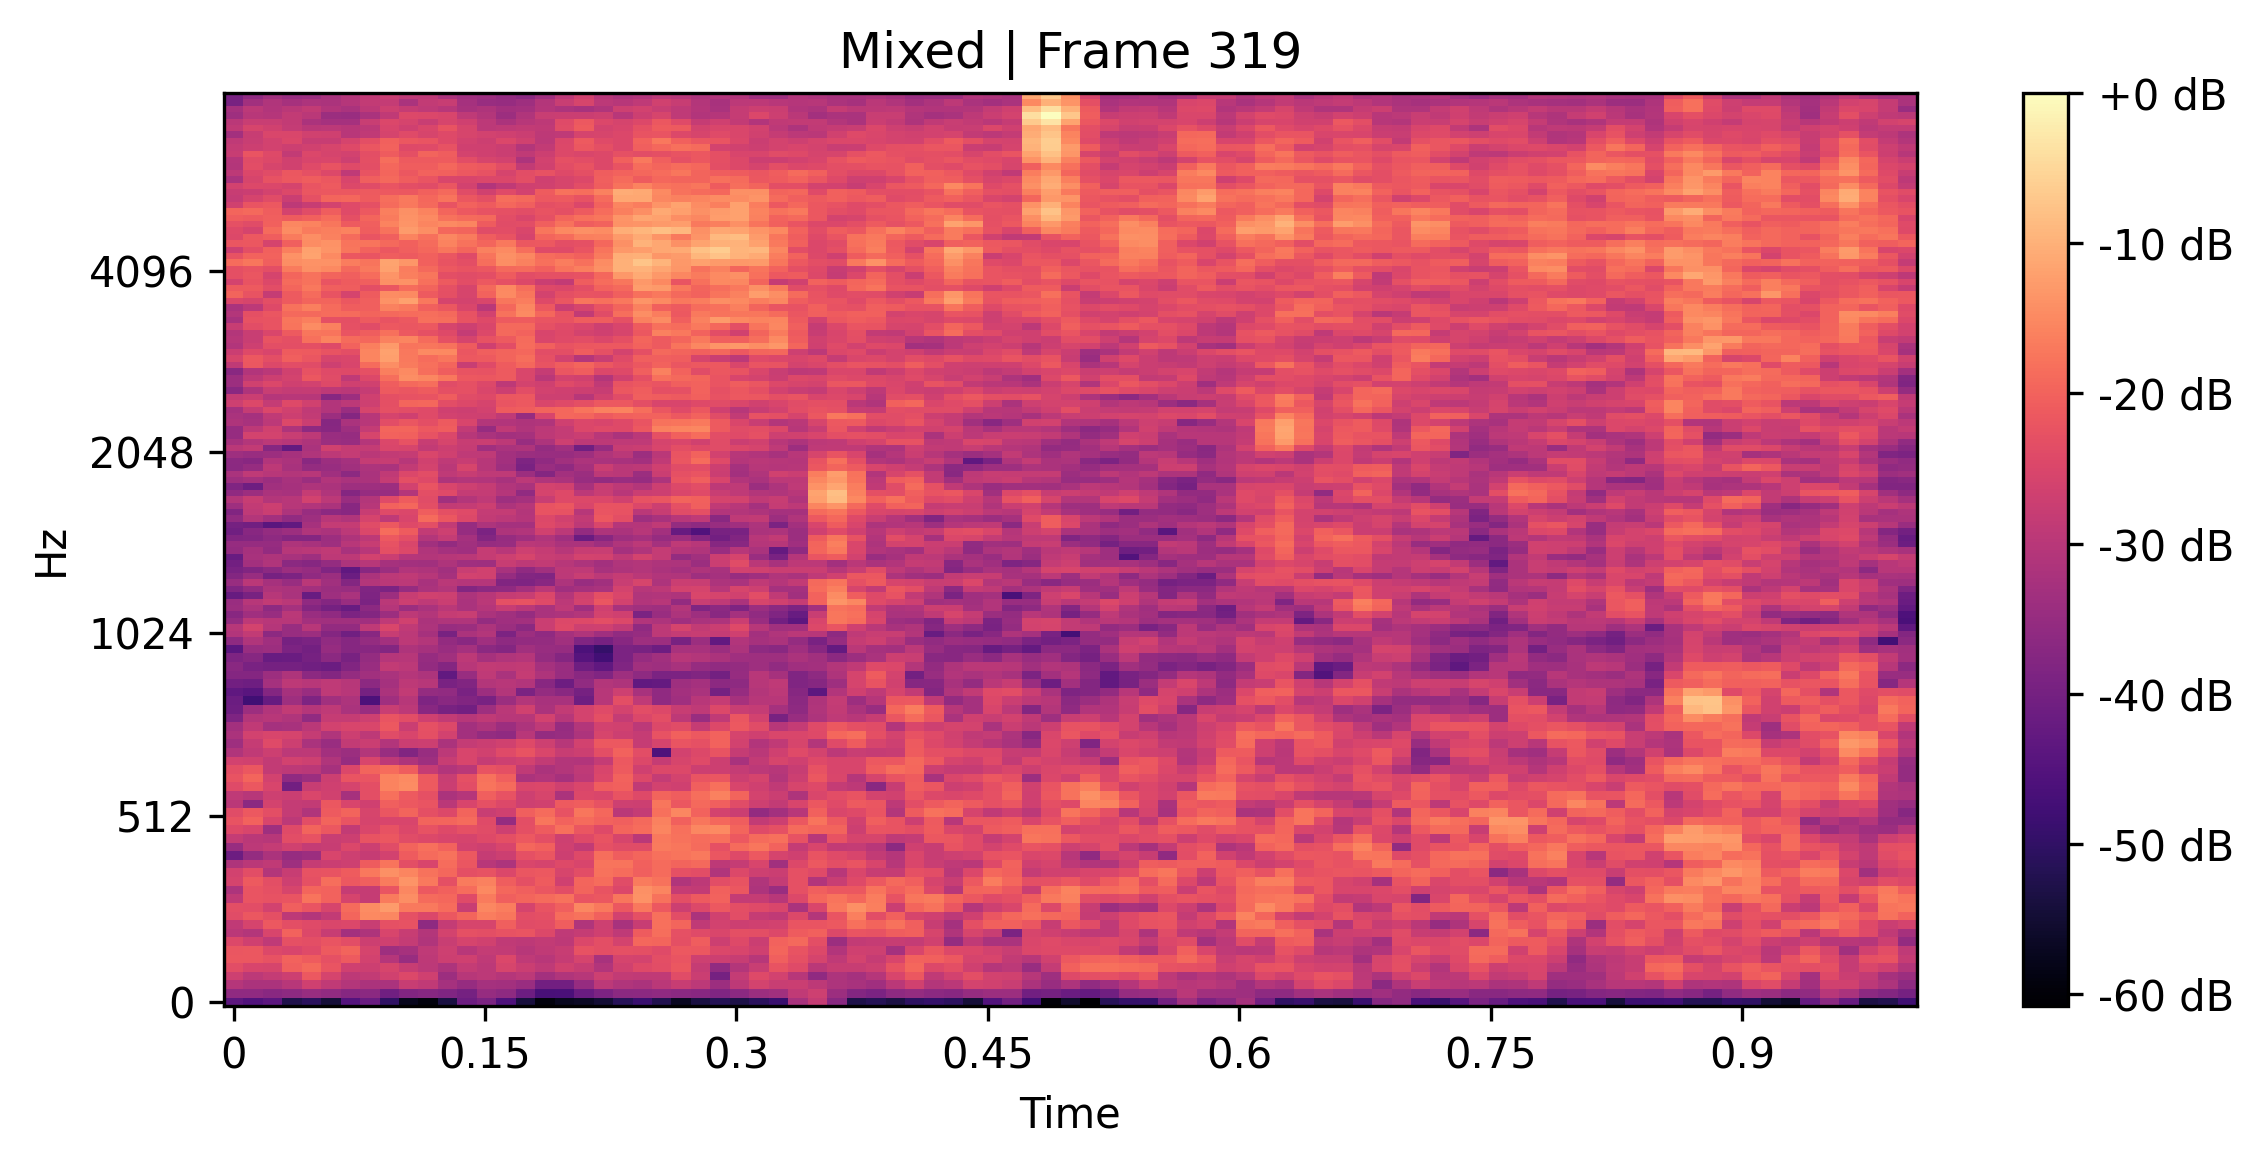 Mixed | Frame 319
+0 dB
-10 dB
-20 dB
-30 dB
-40 dB
-50 dB
-60 dB
Hz
4096
2048
1024
512
0
0 0.15 0.3 0.45 0.6 0.75 0.9
Time